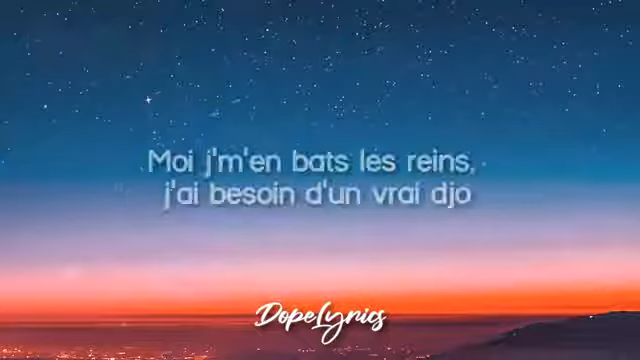 Moi j'm'en bats les reins,
j'ai besoin d'un vrai djo
DopeLyrics